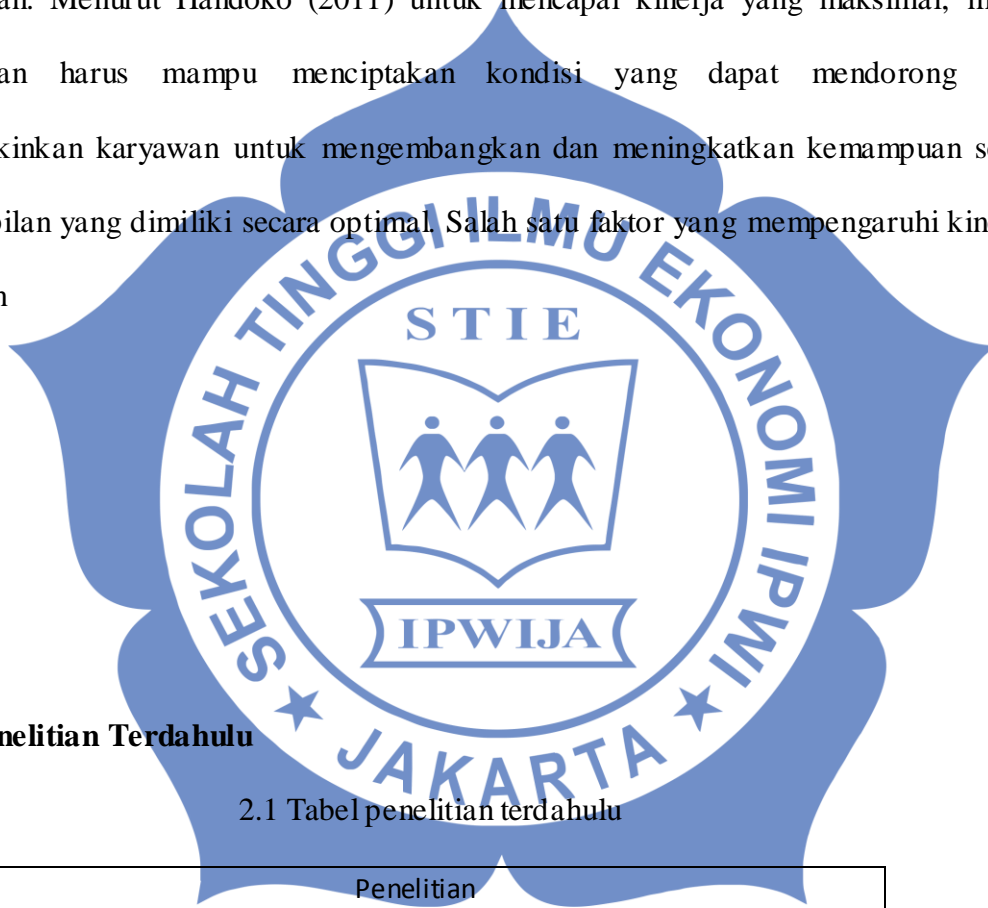 an. Menurut Handoko (2011) untuk mencapai kinerja yang maksimal,
an harus mampu menciptakan kondisi yang dapat mendorong
kinkan karyawan untuk mengembangkan dan meningkatkan kemampuan
pilan yang dimiliki secara optimal. Salah satu faktor yang mempengaruhi kin
n
SEKOLAH TINGGI ILMU EKONOMI IPWI
STIE
IPWIJA
★ JAKARTA ★
nelitian Terdahulu
2.1 Tabel penelitian terdahulu
Penelitian